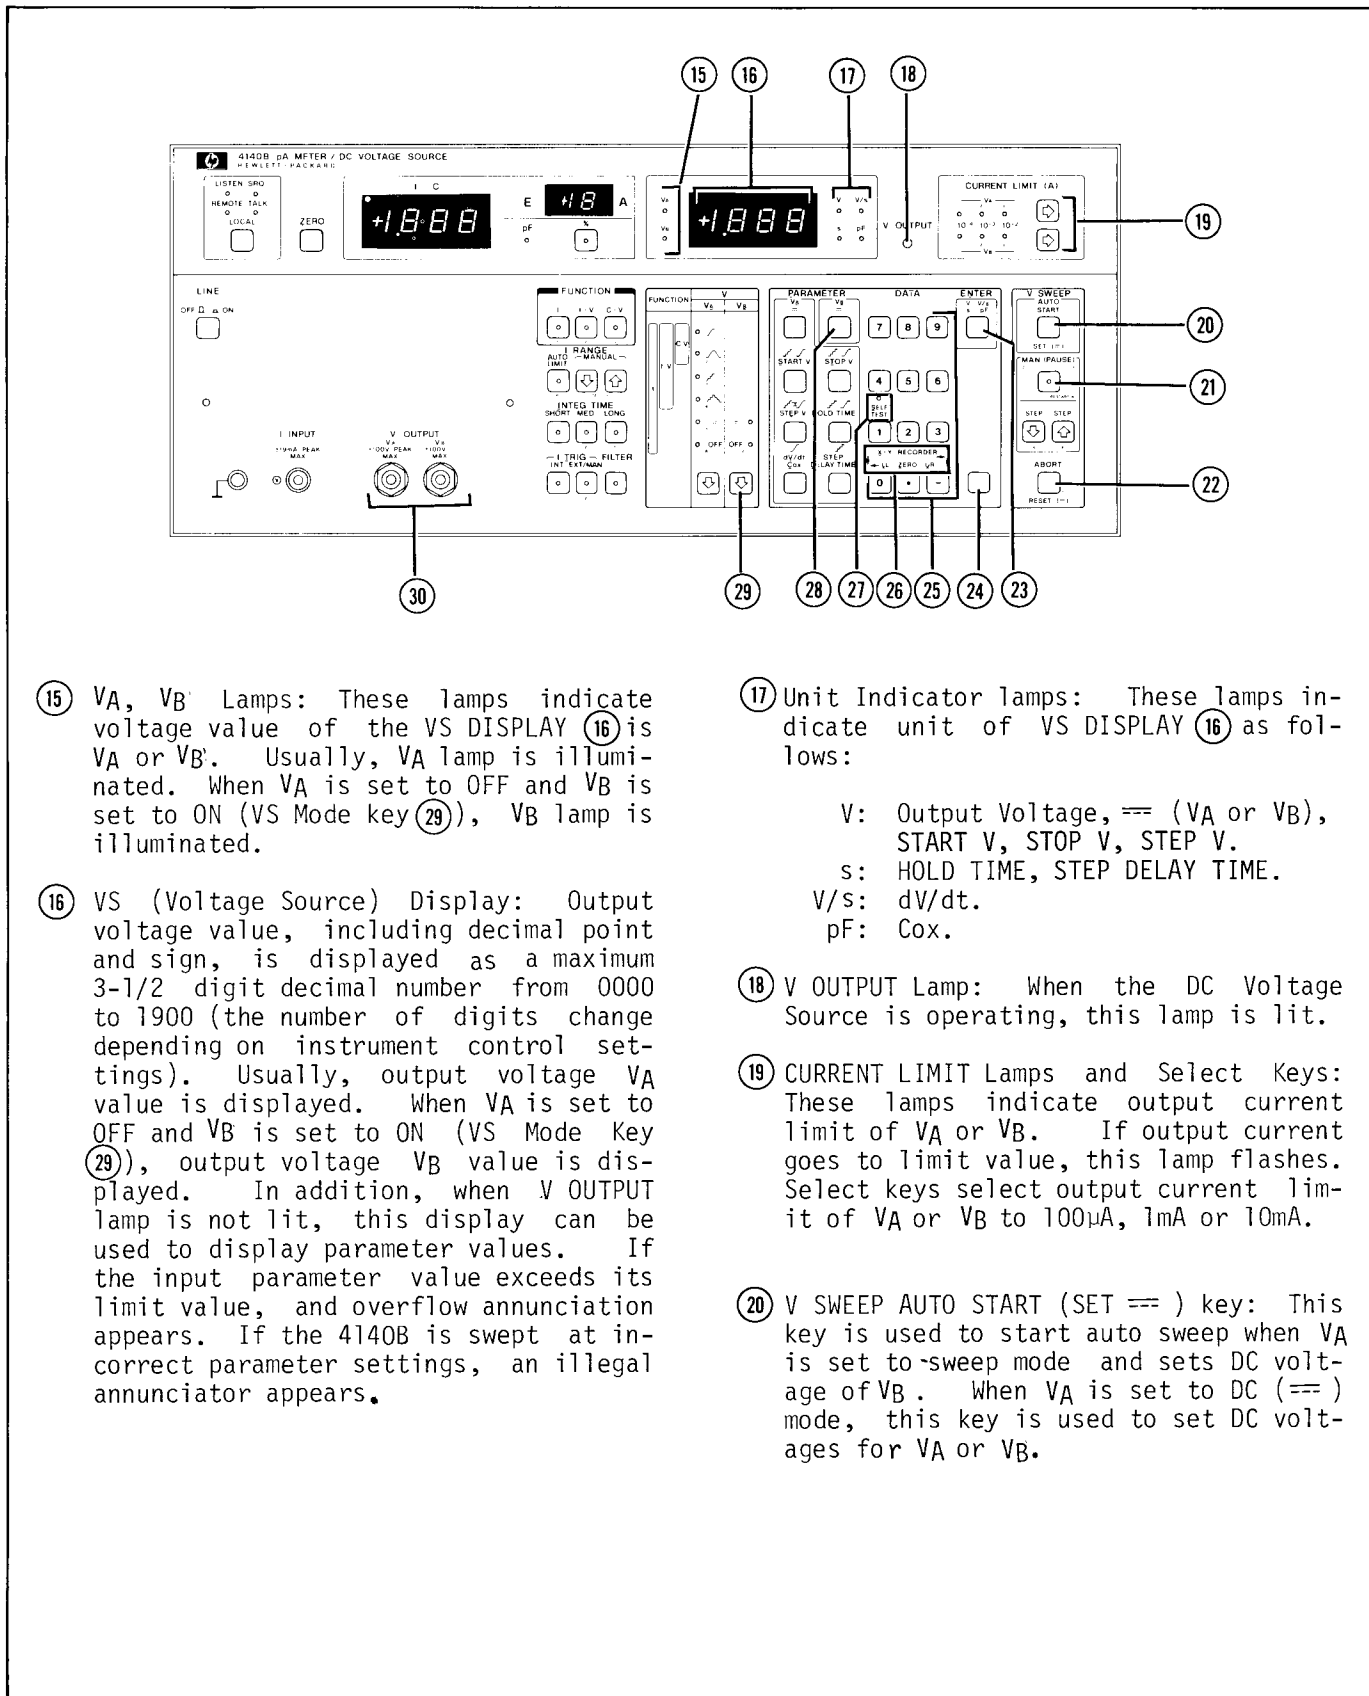 15 16 17 18
4140B pA METER / DC VOLTAGE SOURCE
HEWLETT · PACKARD
LISTEN SRQ
REMOTE TALK
LOCAL
ZERO
I C
+1.8.8.8
E +18 A
pF %
VA
VB
+1.888
V V/s
s pF
V OUTPUT
CURRENT LIMIT (A)
VA
VB
19
LINE
OFF ON
FUNCTION
I I-V C-V
I RANGE
AUTO MANUAL
LIMIT
INTEG TIME
SHORT MED LONG
I TRIG FILTER
INT EXT/MAN
I INPUT
MAX
V OUTPUT
VA VB
MAX MAX
FUNCTION V
VA VB
I I V C V
OFF OFF
PARAMETER DATA ENTER
V V/s
s pF
START V STOP V
STEP V HOLD TIME
dV/dt STEP
Cox DELAY TIME
7 8 9
4 5 6
SELF
TEST
1 2 3
X-Y RECORDER
LL ZERO UR
0 • −
V SWEEP
AUTO
START
SET (⎓)
MAN (PAUSE)
STEP STEP
ABORT
RESET (⎓)
20
21
22
30 29 28 27 26 25 24 23
15 VA, VB Lamps: These lamps indicate
voltage value of the VS DISPLAY 16 is
VA or VB. Usually, VA lamp is illumi-
nated. When VA is set to OFF and VB is
set to ON (VS Mode key 29), VB lamp is
illuminated.
16 VS (Voltage Source) Display: Output
voltage value, including decimal point
and sign, is displayed as a maximum
3-1/2 digit decimal number from 0000
to 1900 (the number of digits change
depending on instrument control set-
tings). Usually, output voltage VA
value is displayed. When VA is set to
OFF and VB is set to ON (VS Mode Key
29), output voltage VB value is dis-
played. In addition, when V OUTPUT
lamp is not lit, this display can be
used to display parameter values. If
the input parameter value exceeds its
limit value, and overflow annunciation
appears. If the 4140B is swept at in-
correct parameter settings, an illegal
annunciator appears.
17 Unit Indicator lamps: These lamps in-
dicate unit of VS DISPLAY 16 as fol-
lows:
V: Output Voltage, ⎓ (VA or VB),
START V, STOP V, STEP V.
s: HOLD TIME, STEP DELAY TIME.
V/s: dV/dt.
pF: Cox.
18 V OUTPUT Lamp: When the DC Voltage
Source is operating, this lamp is lit.
19 CURRENT LIMIT Lamps and Select Keys:
These lamps indicate output current
limit of VA or VB. If output current
goes to limit value, this lamp flashes.
Select keys select output current lim-
it of VA or VB to 100µA, 1mA or 10mA.
20 V SWEEP AUTO START (SET ⎓ ) key: This
key is used to start auto sweep when VA
is set to sweep mode and sets DC volt-
age of VB . When VA is set to DC (⎓ )
mode, this key is used to set DC volt-
ages for VA or VB.